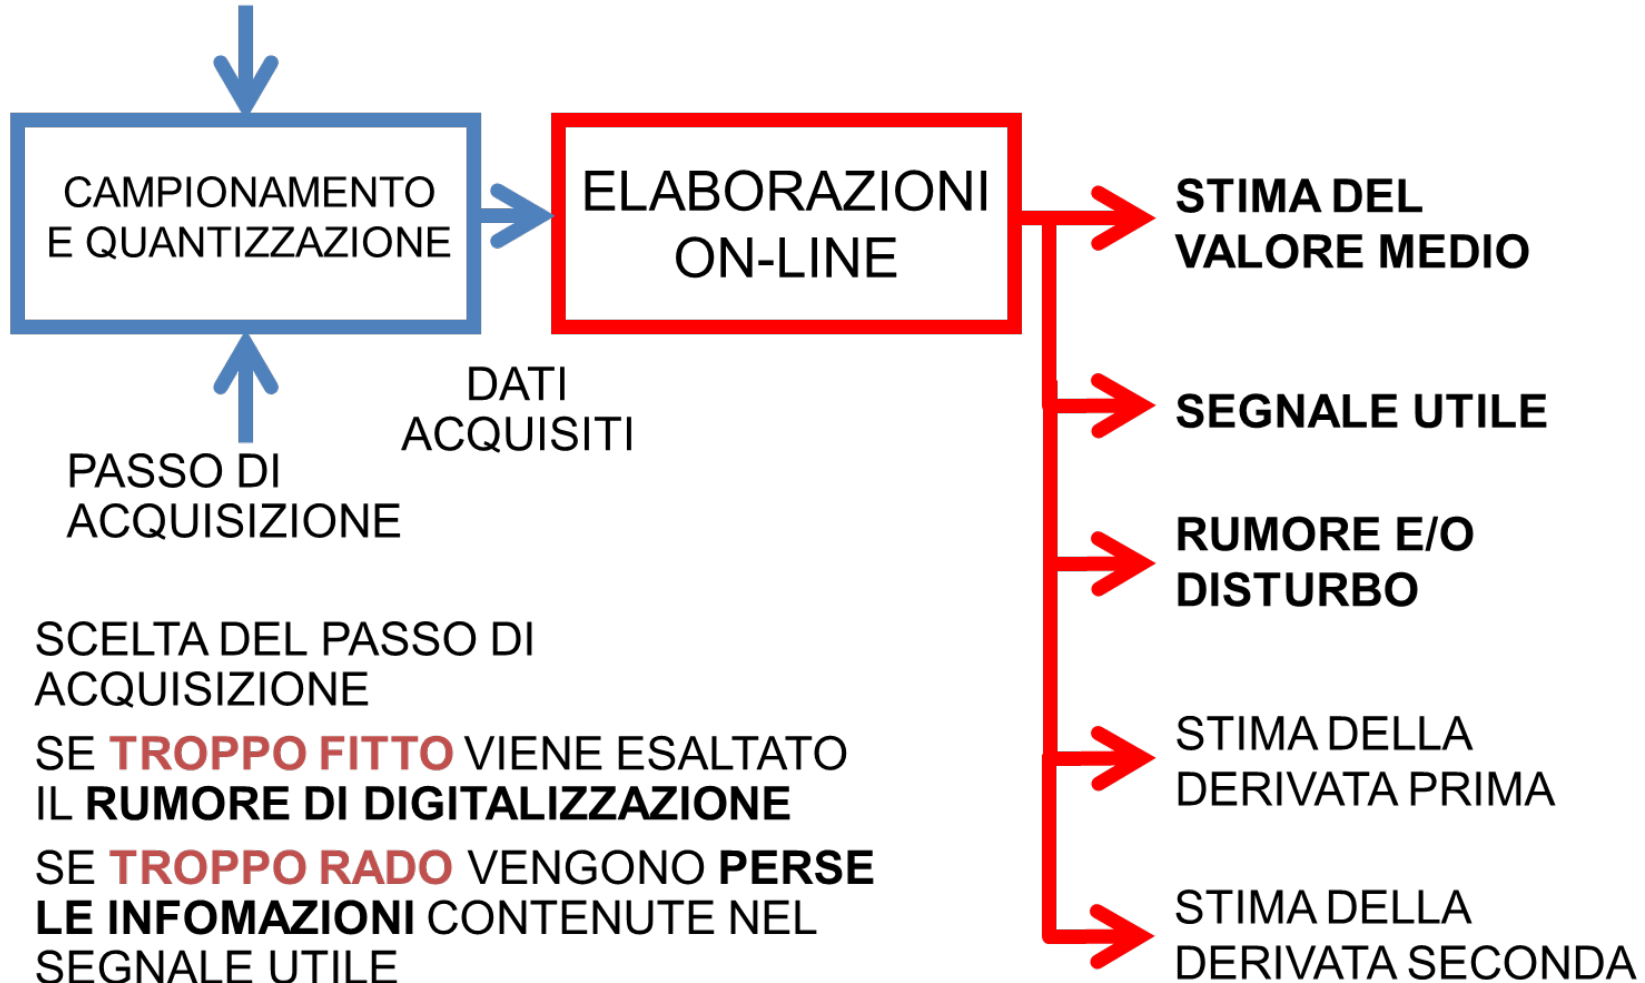 CAMPIONAMENTO
E QUANTIZZAZIONE
ELABORAZIONI
ON-LINE
STIMA DEL
VALORE MEDIO
SEGNALE UTILE
RUMORE E/O
DISTURBO
STIMA DELLA
DERIVATA PRIMA
STIMA DELLA
DERIVATA SECONDA
DATI
ACQUISITI
PASSO DI
ACQUISIZIONE
SCELTA DEL PASSO DI
ACQUISIZIONE
SE TROPPO FITTO VIENE ESALTATO
IL RUMORE DI DIGITALIZZAZIONE
SE TROPPO RADO VENGONO PERSE
LE INFOMAZIONI CONTENUTE NEL
SEGNALE UTILE